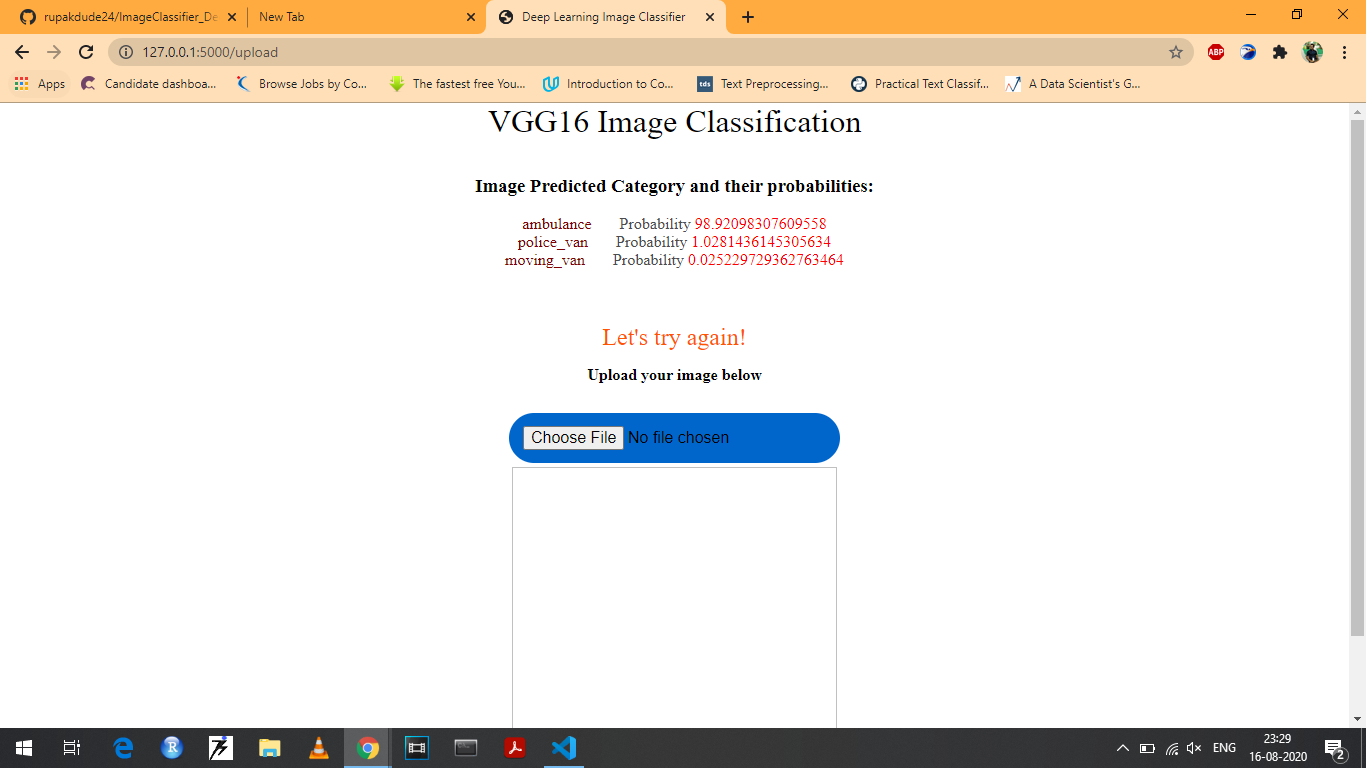 rupakdude24/ImageClassifier_De
New Tab
Deep Learning Image Classifier
127.0.0.1:5000/upload
ABP
Apps
Candidate dashboa...
Browse Jobs by Co...
The fastest free You...
Introduction to Co...
tds
Text Preprocessing...
Practical Text Classif...
A Data Scientist's G...
VGG16 Image Classification
Image Predicted Category and their probabilities:
ambulance Probability 98.92098307609558
police_van Probability 1.0281436145305634
moving_van Probability 0.025229729362763464
Let's try again!
Upload your image below
Choose File No file chosen
R
ENG
23:29
16-08-2020
2